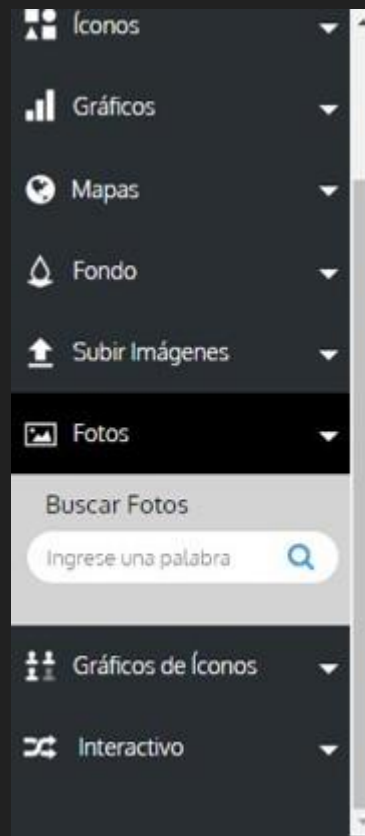 Íconos
Gráficos
Mapas
Fondo
Subir Imágenes
Fotos
Buscar Fotos
Ingrese una palabra
Gráficos de Íconos
Interactivo